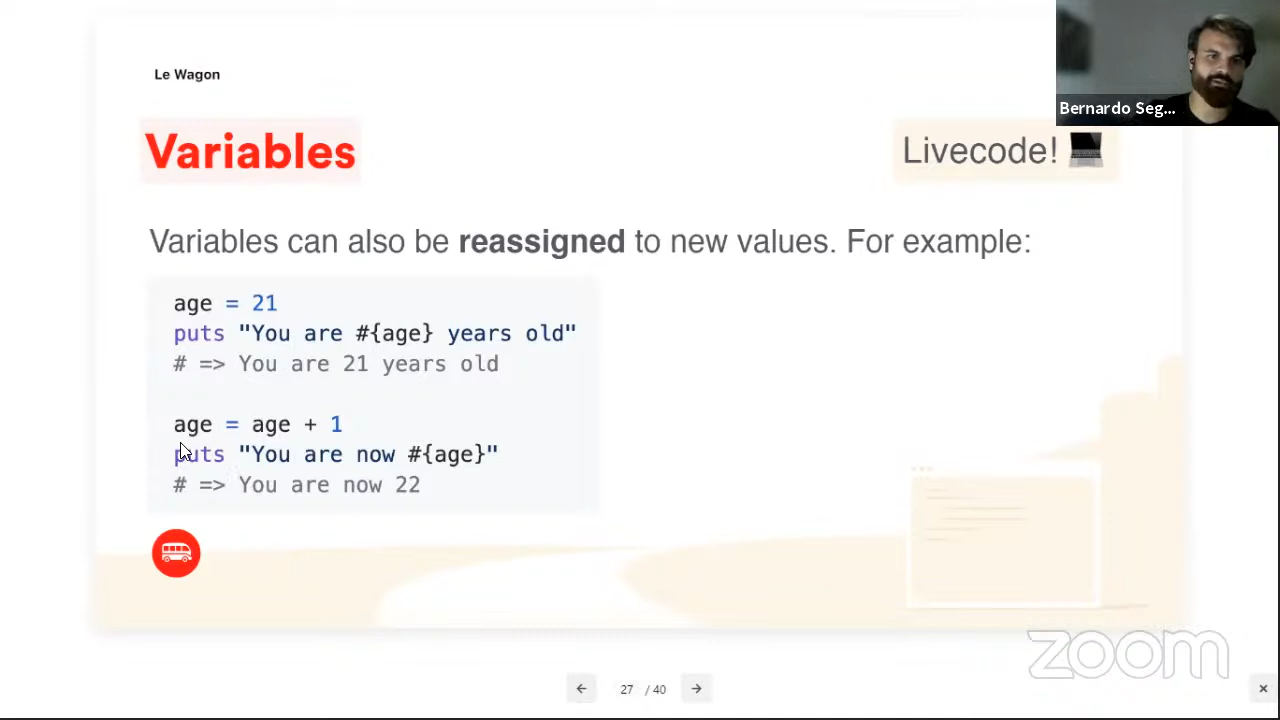 Le Wagon
Bernardo Seg...
Variables
Livecode!
Variables can also be reassigned to new values. For example:
age = 21
puts "You are #{age} years old"
# => You are 21 years old
age = age + 1
puts "You are now #{age}"
# => You are now 22
zoom
27 / 40